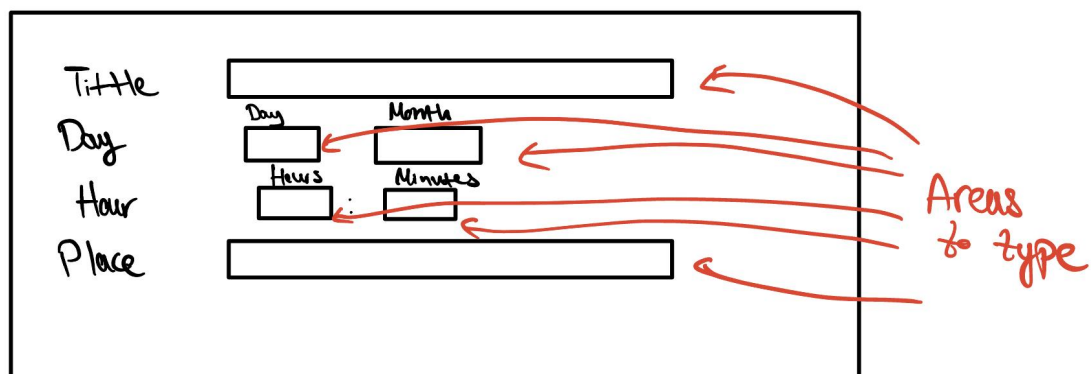 Tittle
Day Month
Day
Hours Minutes
Hour :
Place
Areas
to type